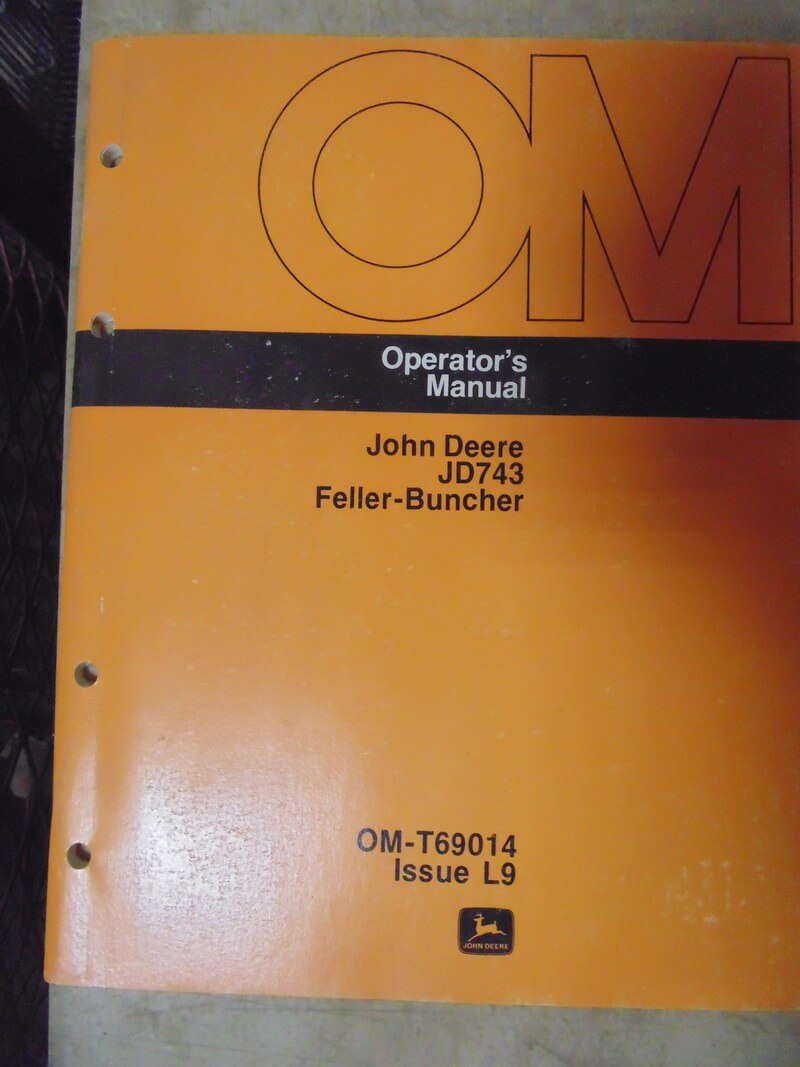 OM
Operator's
Manual
John Deere
JD743
Feller-Buncher
OM-T69014
Issue L9
JOHN DEERE